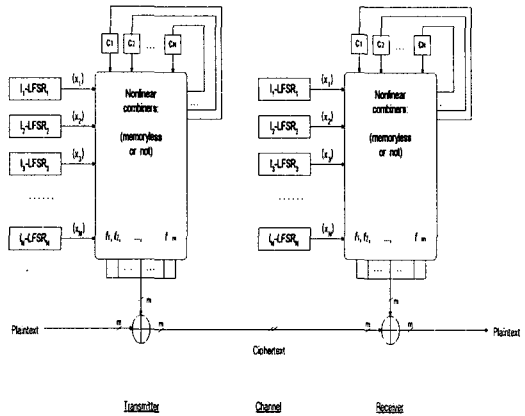 C1 C2 ... CK
C1 C2 ... CK
Nonlinear
combiners:
(memoryless
or not)
Nonlinear
combiners:
(memoryless
or not)
l1-LFSR1 (x1)
l2-LFSR2 (x2)
l3-LFSR3 (x3)
......
lN-LFSRN (xN)
l1-LFSR1 (x1)
l2-LFSR2 (x2)
l3-LFSR3 (x3)
......
lN-LFSRN (xN)
f1, f2, ..., fm
f1, f2, ..., fm
m
m
Plaintext m m m m Plaintext
Ciphertext
Transmitter Channel Receiver